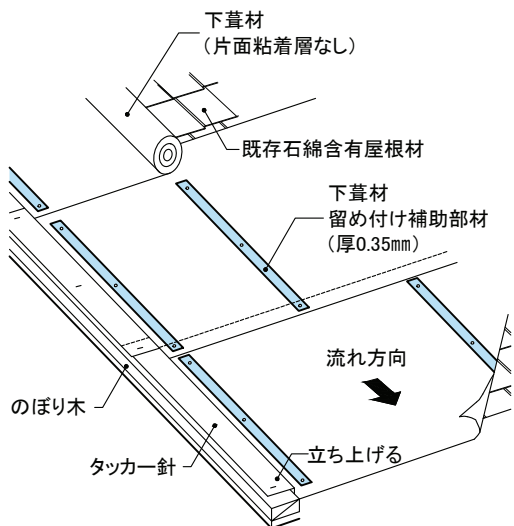 下葺材
（片面粘着層なし）
既存石綿含有屋根材
下葺材
留め付け補助部材
（厚0.35㎜）
流れ方向
のぼり木
タッカー針
立ち上げる